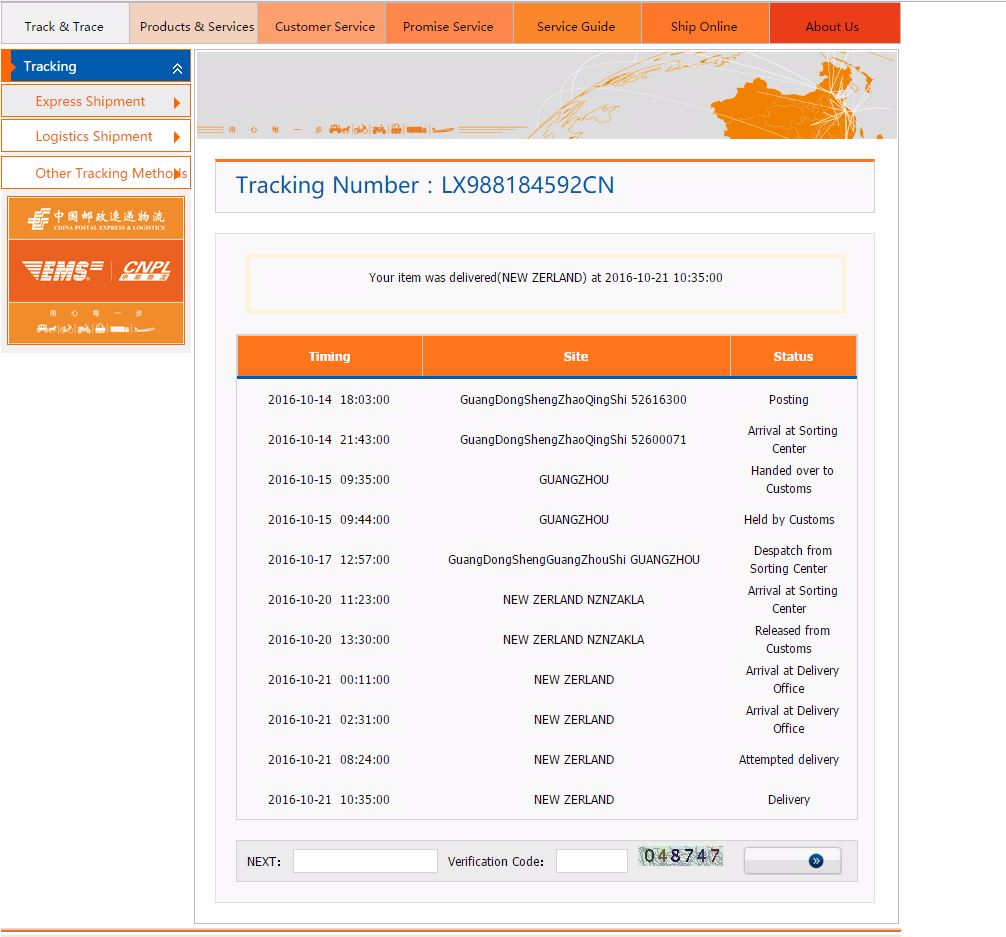 Track & Trace Products & Services Customer Service Promise Service Service Guide Ship Online About Us
Tracking
Express Shipment
Logistics Shipment
Other Tracking Methods
中国邮政速递物流
CHINA POSTAL EXPRESS & LOGISTICS
EMS CNPL
中邮物流
用 心 每 一 步
用 心 每 一 步
Tracking Number : LX988184592CN
Your item was delivered(NEW ZERLAND) at 2016-10-21 10:35:00
Timing Site Status
2016-10-14 18:03:00 GuangDongShengZhaoQingShi 52616300 Posting
2016-10-14 21:43:00 GuangDongShengZhaoQingShi 52600071 Arrival at Sorting
Center
2016-10-15 09:35:00 GUANGZHOU Handed over to
Customs
2016-10-15 09:44:00 GUANGZHOU Held by Customs
2016-10-17 12:57:00 GuangDongShengGuangZhouShi GUANGZHOU Despatch from
Sorting Center
2016-10-20 11:23:00 NEW ZERLAND NZNZAKLA Arrival at Sorting
Center
2016-10-20 13:30:00 NEW ZERLAND NZNZAKLA Released from
Customs
2016-10-21 00:11:00 NEW ZERLAND Arrival at Delivery
Office
2016-10-21 02:31:00 NEW ZERLAND Arrival at Delivery
Office
2016-10-21 08:24:00 NEW ZERLAND Attempted delivery
2016-10-21 10:35:00 NEW ZERLAND Delivery
NEXT: Verification Code: 048747